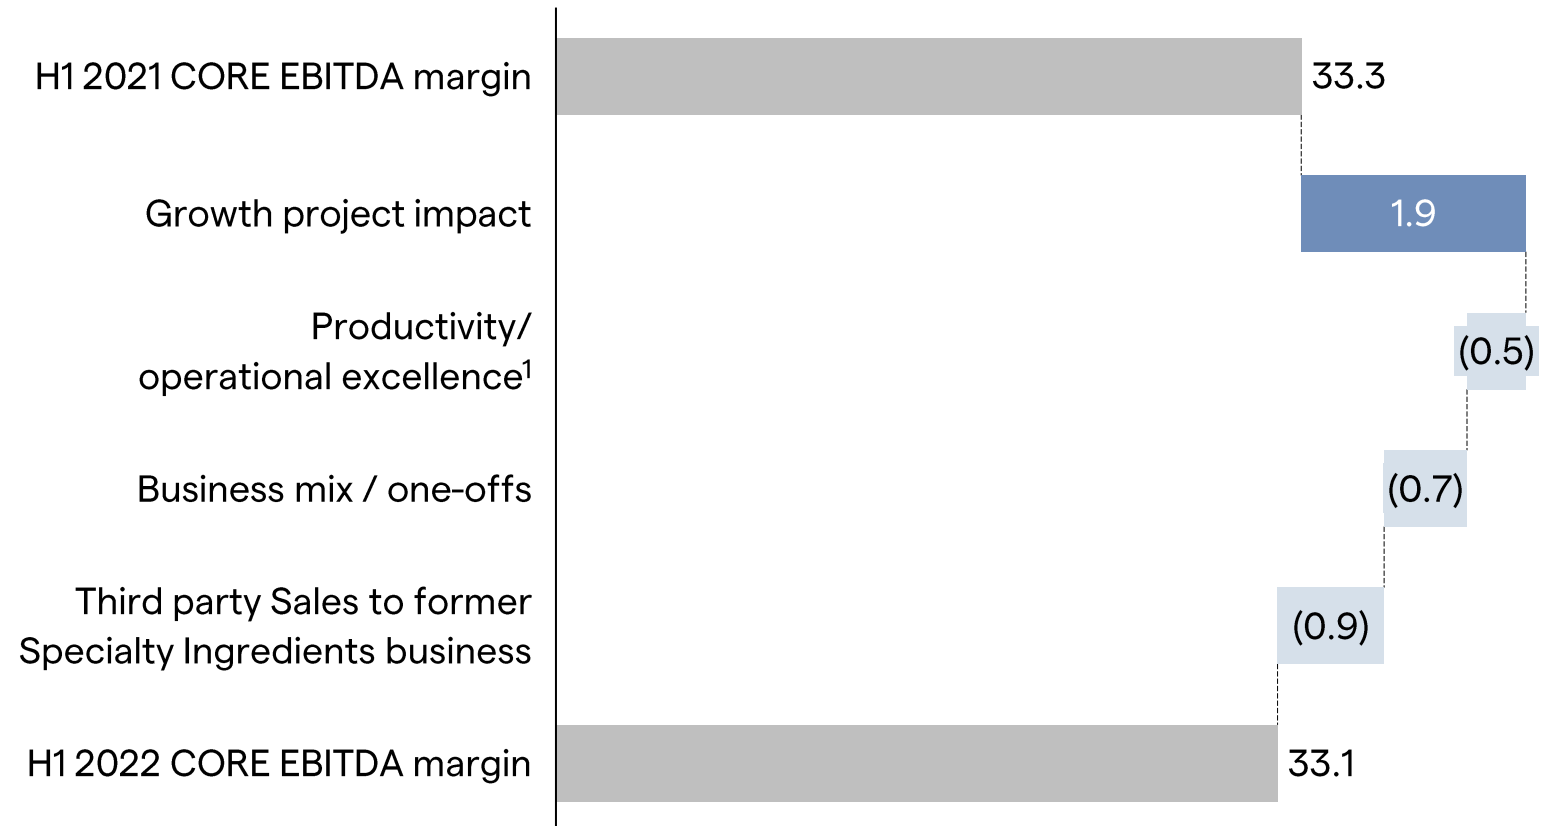 H1 2021 CORE EBITDA margin 33.3
Growth project impact 1.9
Productivity/
operational excellence¹ (0.5)
Business mix / one-offs (0.7)
Third party Sales to former
Specialty Ingredients business (0.9)
H1 2022 CORE EBITDA margin 33.1